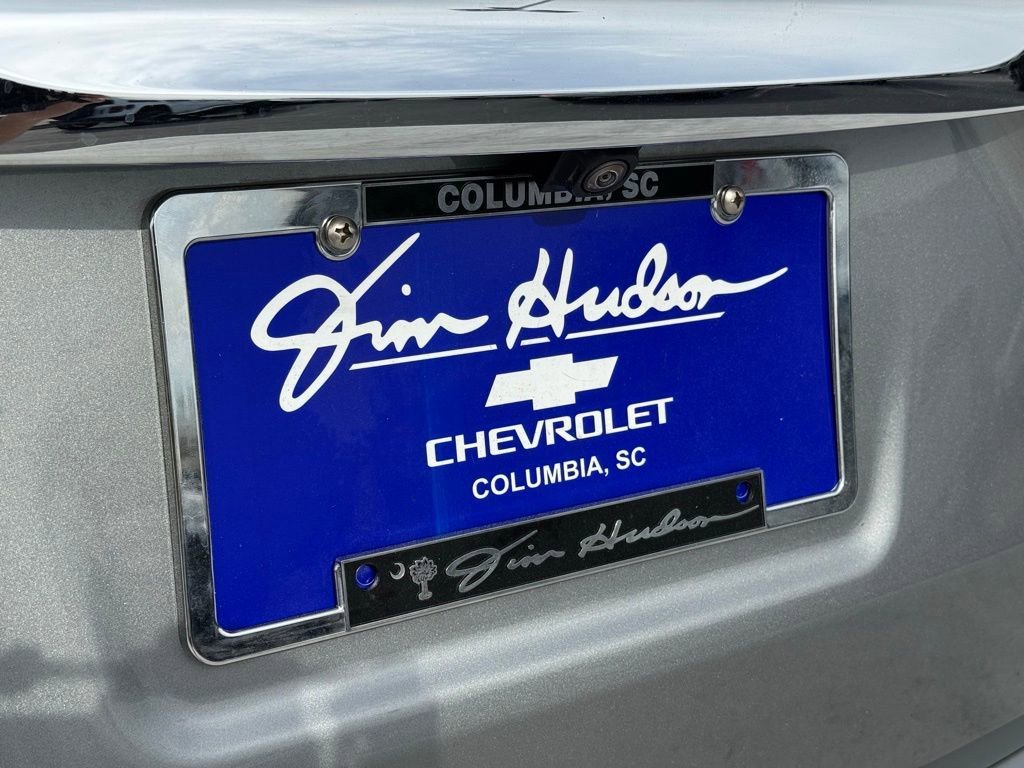 COLUMBIA, SC
Jim Hudson
CHEVROLET
COLUMBIA, SC
Jim Hudson